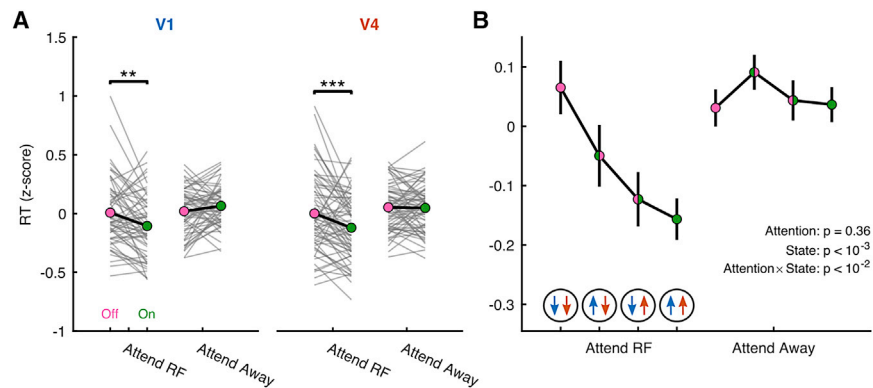 A
V1
V4
B
RT (z-score)
1.5
1
0.5
0
-0.5
-1
**
***
Off
On
Attend RF
Attend Away
Attend RF
Attend Away
0.1
0
-0.1
-0.2
-0.3
Attention: p = 0.36
State: p < 10⁻³
Attention×State: p < 10⁻²
Attend RF
Attend Away